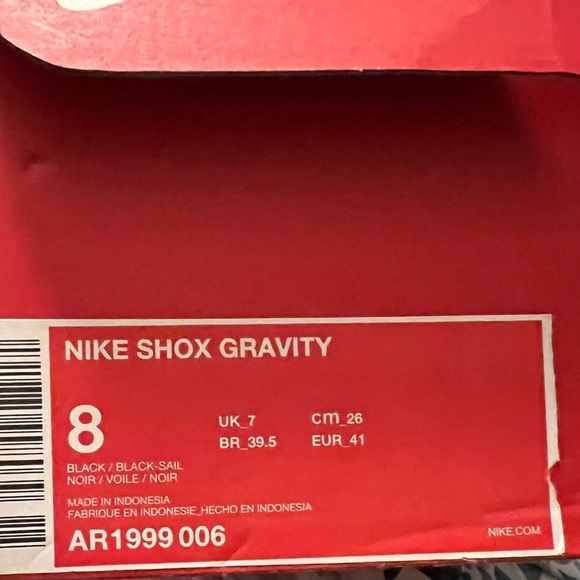 NIKE SHOX GRAVITY
8
UK_7 cm_26
BR_39.5 EUR_41
BLACK / BLACK-SAIL
NOIR / VOILE / NOIR
MADE IN INDONESIA
FABRIQUE EN INDONESIE_HECHO EN INDONESIA
AR1999 006
NIKE.COM